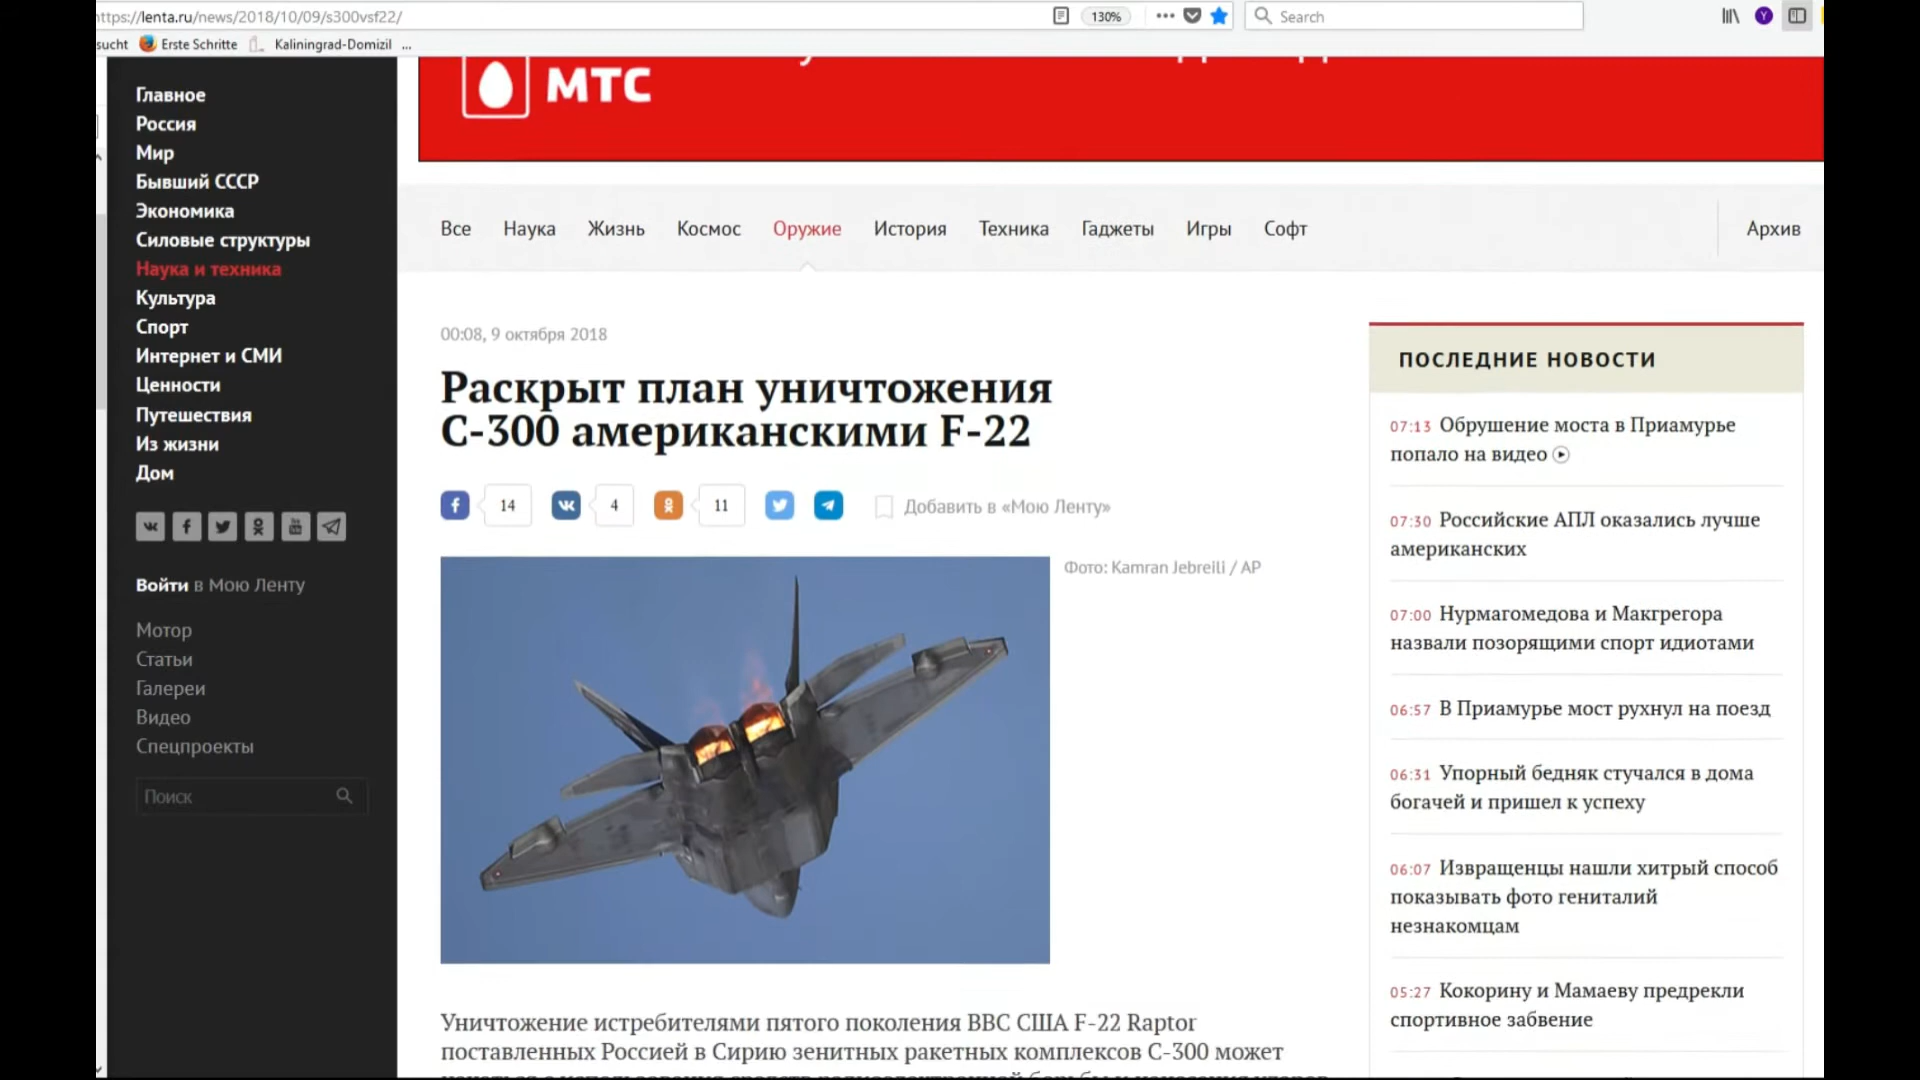 https://lenta.ru/news/2018/10/09/s300vsf22/
130%
Search
Y
sucht
Erste Schritte
Kaliningrad-Domizil
...
МТС
Главное
Россия
Мир
Бывший СССР
Экономика
Силовые структуры
Наука и техника
Культура
Спорт
Интернет и СМИ
Ценности
Путешествия
Из жизни
Дом
Войти в Мою Ленту
Мотор
Статьи
Галереи
Видео
Спецпроекты
Поиск
Все
Наука
Жизнь
Космос
Оружие
История
Техника
Гаджеты
Игры
Софт
Архив
00:08, 9 октября 2018
Раскрыт план уничтожения
С-300 американскими F-22
14
4
11
Добавить в «Мою Ленту»
Фото: Kamran Jebreili / AP
Уничтожение истребителями пятого поколения ВВС США F-22 Raptor
поставленных Россией в Сирию зенитных ракетных комплексов С-300 может
ПОСЛЕДНИЕ НОВОСТИ
07:13 Обрушение моста в Приамурье
попало на видео
07:30 Российские АПЛ оказались лучше
американских
07:00 Нурмагомедова и Макгрегора
назвали позорящими спорт идиотами
06:57 В Приамурье мост рухнул на поезд
06:31 Упорный бедняк стучался в дома
богачей и пришел к успеху
06:07 Извращенцы нашли хитрый способ
показывать фото гениталий
незнакомцам
05:27 Кокорину и Мамаеву предрекли
спортивное забвение